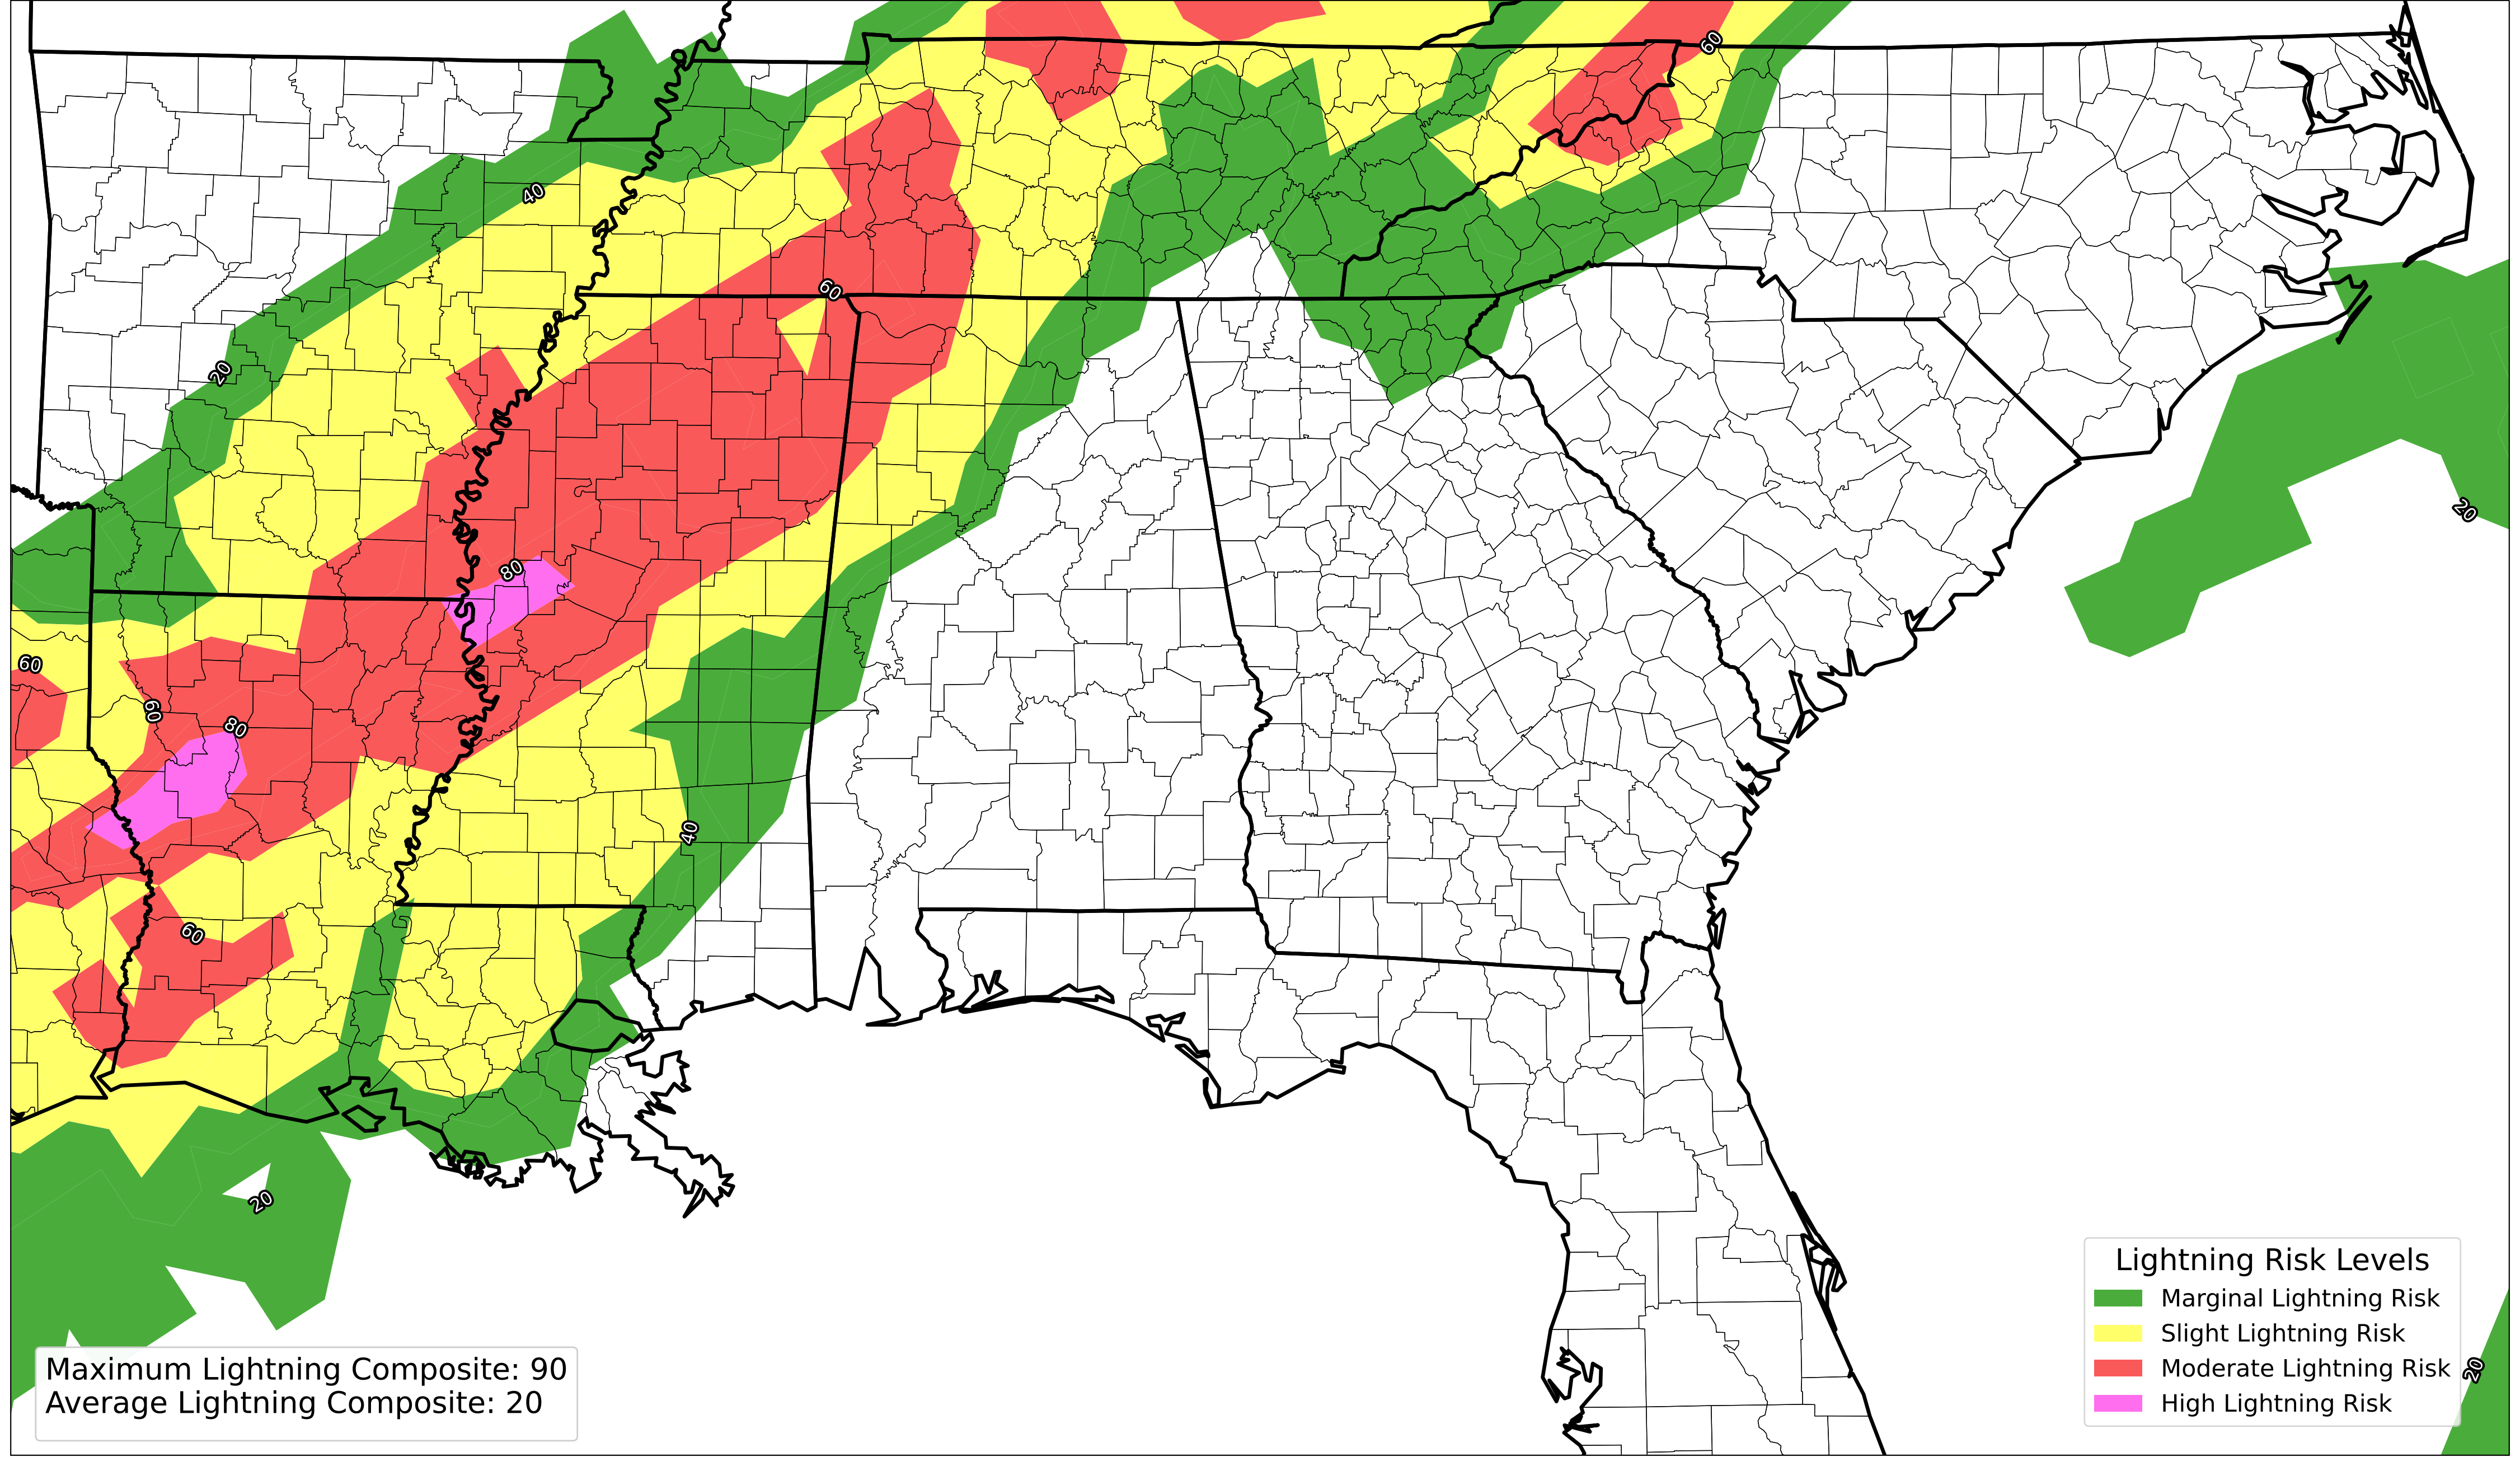 60
40
60
20
80
20
60
60
80
40
60
20
20
Lightning Risk Levels
Marginal Lightning Risk
Slight Lightning Risk
Moderate Lightning Risk
High Lightning Risk
Maximum Lightning Composite: 90
Average Lightning Composite: 20